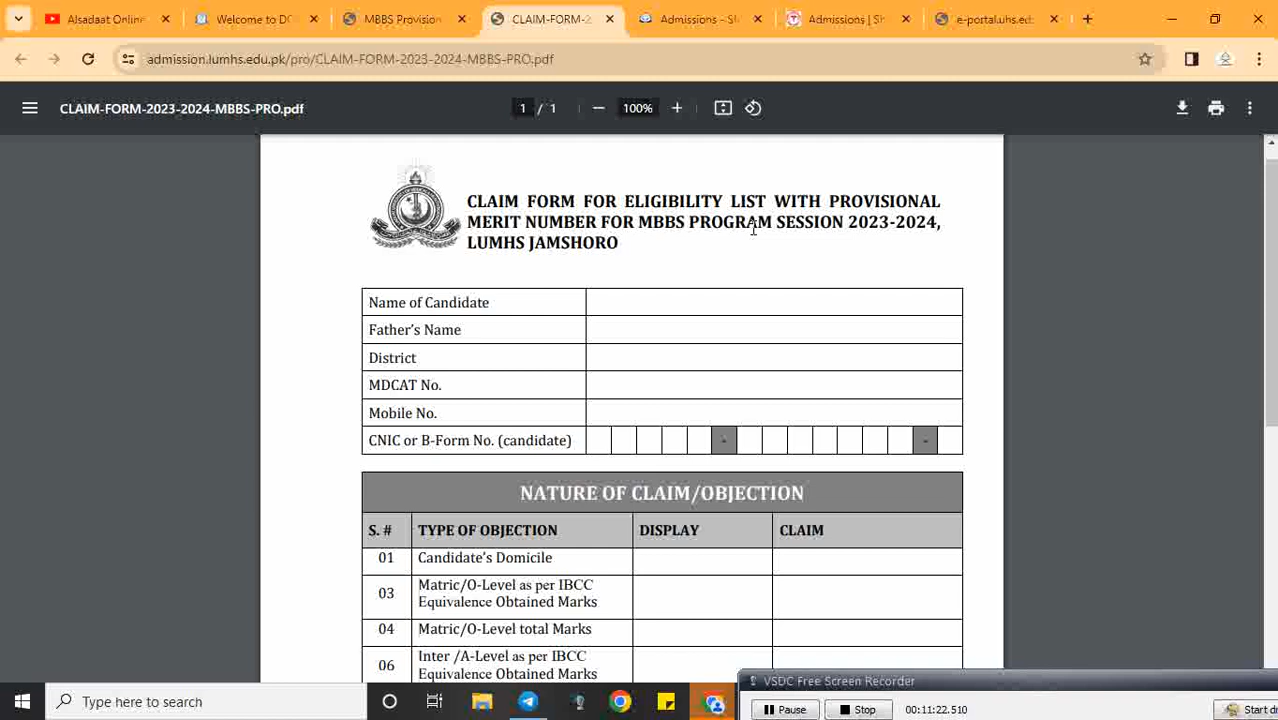 Alsadaat Online
Welcome to DO
MBBS Provision
CLAIM-FORM-2
Admissions - S
Admissions | Sh
e-portal.uhs.ed
admission.lumhs.edu.pk/pro/CLAIM-FORM-2023-2024-MBBS-PRO.pdf
CLAIM-FORM-2023-2024-MBBS-PRO.pdf
1 / 1
100%
CLAIM FORM FOR ELIGIBILITY LIST WITH PROVISIONAL
MERIT NUMBER FOR MBBS PROGRAM SESSION 2023-2024,
LUMHS JAMSHORO
Name of Candidate
Father's Name
District
MDCAT No.
Mobile No.
CNIC or B-Form No. (candidate) - -
NATURE OF CLAIM/OBJECTION
S. # TYPE OF OBJECTION DISPLAY CLAIM
01 Candidate's Domicile
03 Matric/O-Level as per IBCC
Equivalence Obtained Marks
04 Matric/O-Level total Marks
06 Inter /A-Level as per IBCC
Equivalence Obtained Marks
VSDC Free Screen Recorder
Pause
Stop
00:11:22.510
Start d
Type here to search